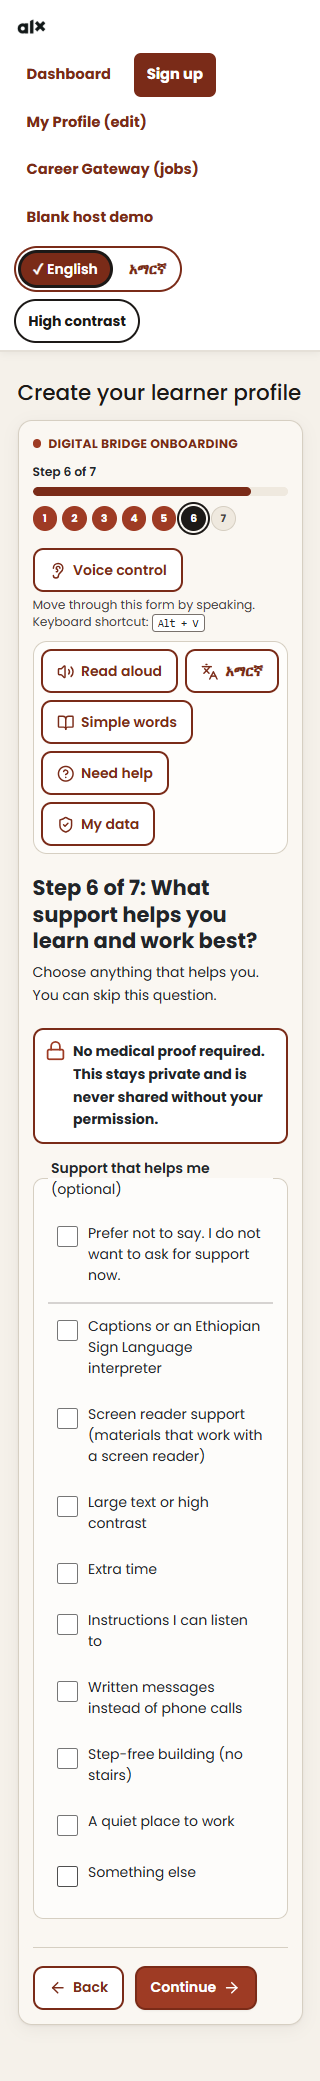 alx
Dashboard
Sign up
My Profile (edit)
Career Gateway (jobs)
Blank host demo
✓ English
አማርኛ
High contrast
Create your learner profile
DIGITAL BRIDGE ONBOARDING
Step 6 of 7
1 2 3 4 5 6 7
Voice control
Move through this form by speaking.
Keyboard shortcut: Alt + V
Read aloud
አማርኛ
Simple words
Need help
My data
Step 6 of 7: What
support helps you
learn and work best?
Choose anything that helps you.
You can skip this question.
No medical proof required.
This stays private and is
never shared without your
permission.
Support that helps me
(optional)
Prefer not to say. I do not
want to ask for support
now.
Captions or an Ethiopian
Sign Language
interpreter
Screen reader support
(materials that work with
a screen reader)
Large text or high
contrast
Extra time
Instructions I can listen
to
Written messages
instead of phone calls
Step-free building (no
stairs)
A quiet place to work
Something else
Back
Continue